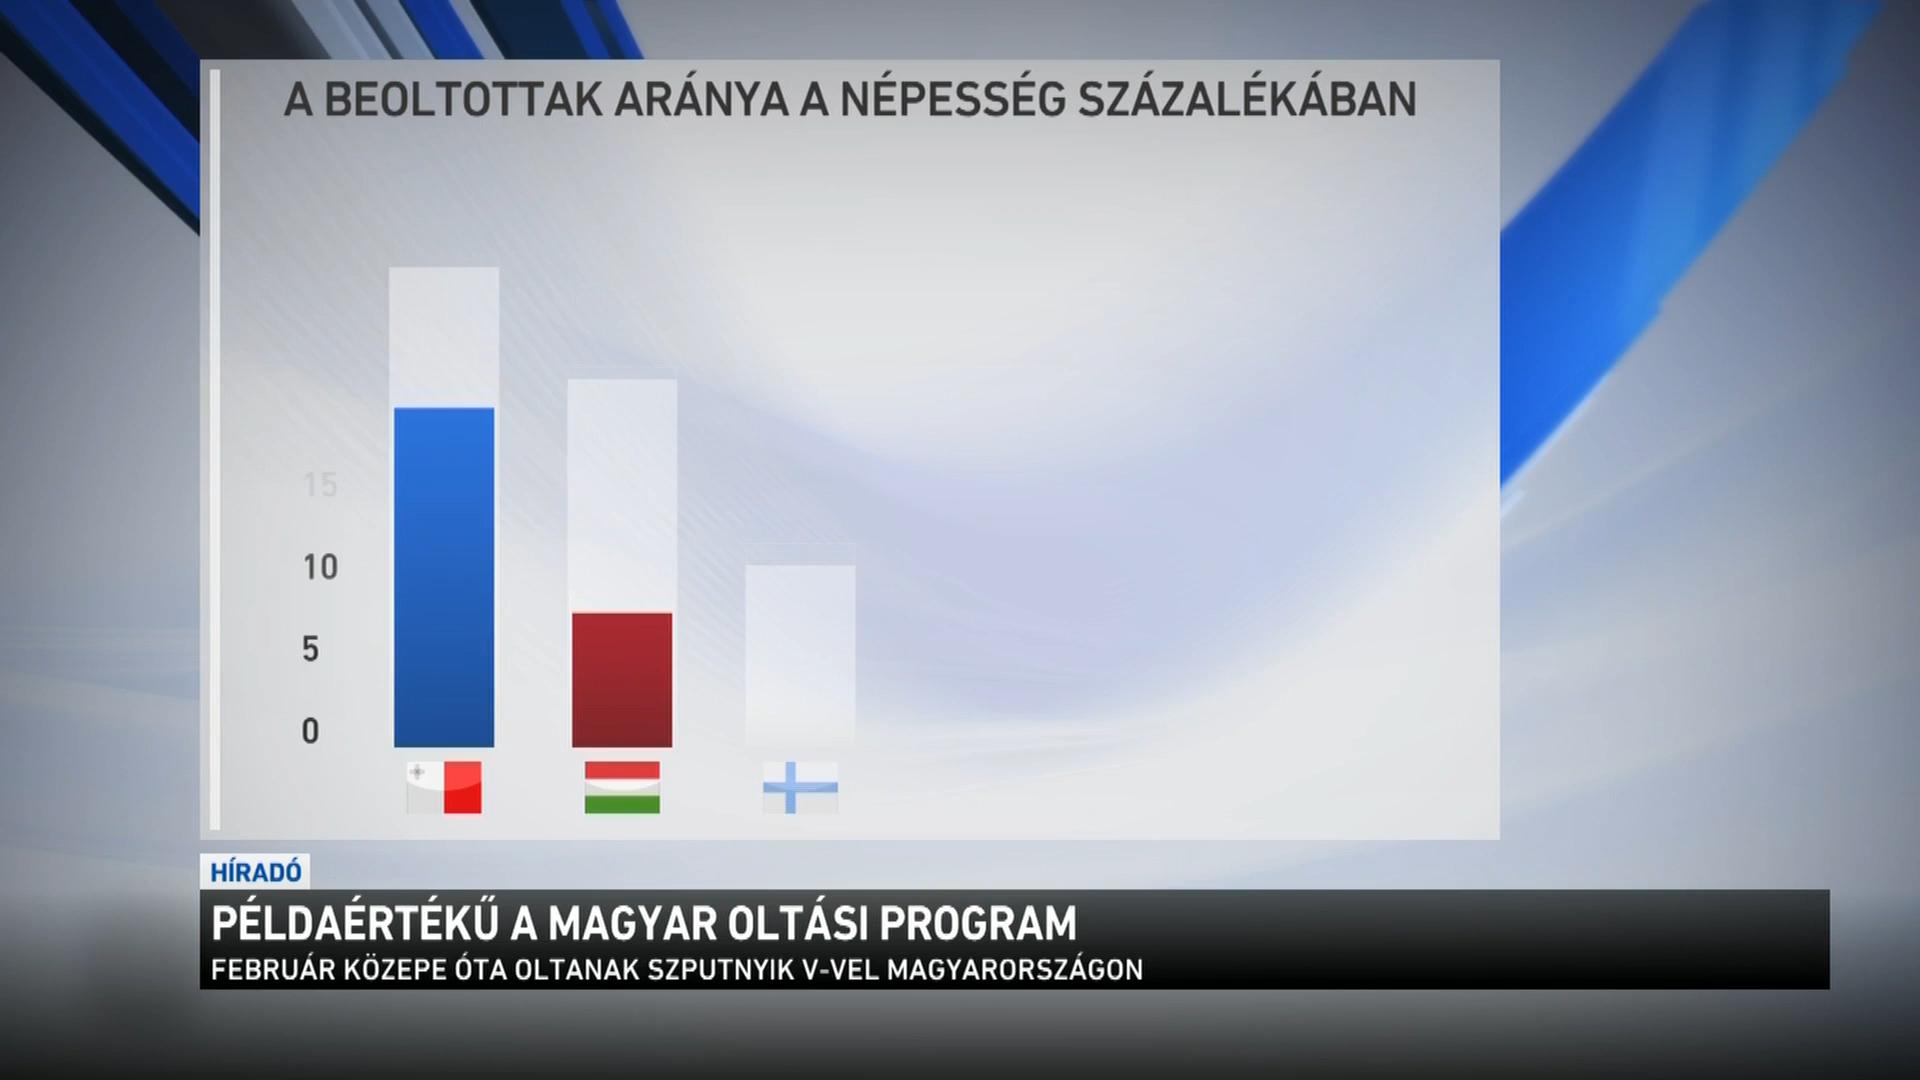 A BEOLTOTTAK ARÁNYA A NÉPESSÉG SZÁZALÉKÁBAN
15
10
5
0
HÍRADÓ
PÉLDAÉRTÉKŰ A MAGYAR OLTÁSI PROGRAM
FEBRUÁR KÖZEPE ÓTA OLTANAK SZPUTNYIK V-VEL MAGYARORSZÁGON